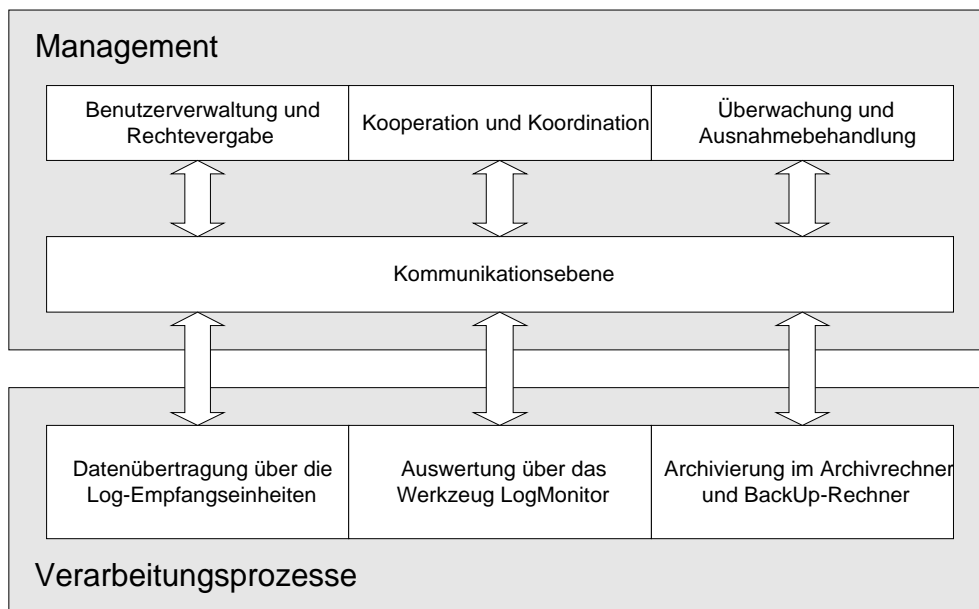 Management
Benutzerverwaltung und
Rechtevergabe
Kooperation und Koordination
Überwachung und
Ausnahmebehandlung
Kommunikationsebene
Datenübertragung über die
Log-Empfangseinheiten
Auswertung über das
Werkzeug LogMonitor
Archivierung im Archivrechner
und BackUp-Rechner
Verarbeitungsprozesse